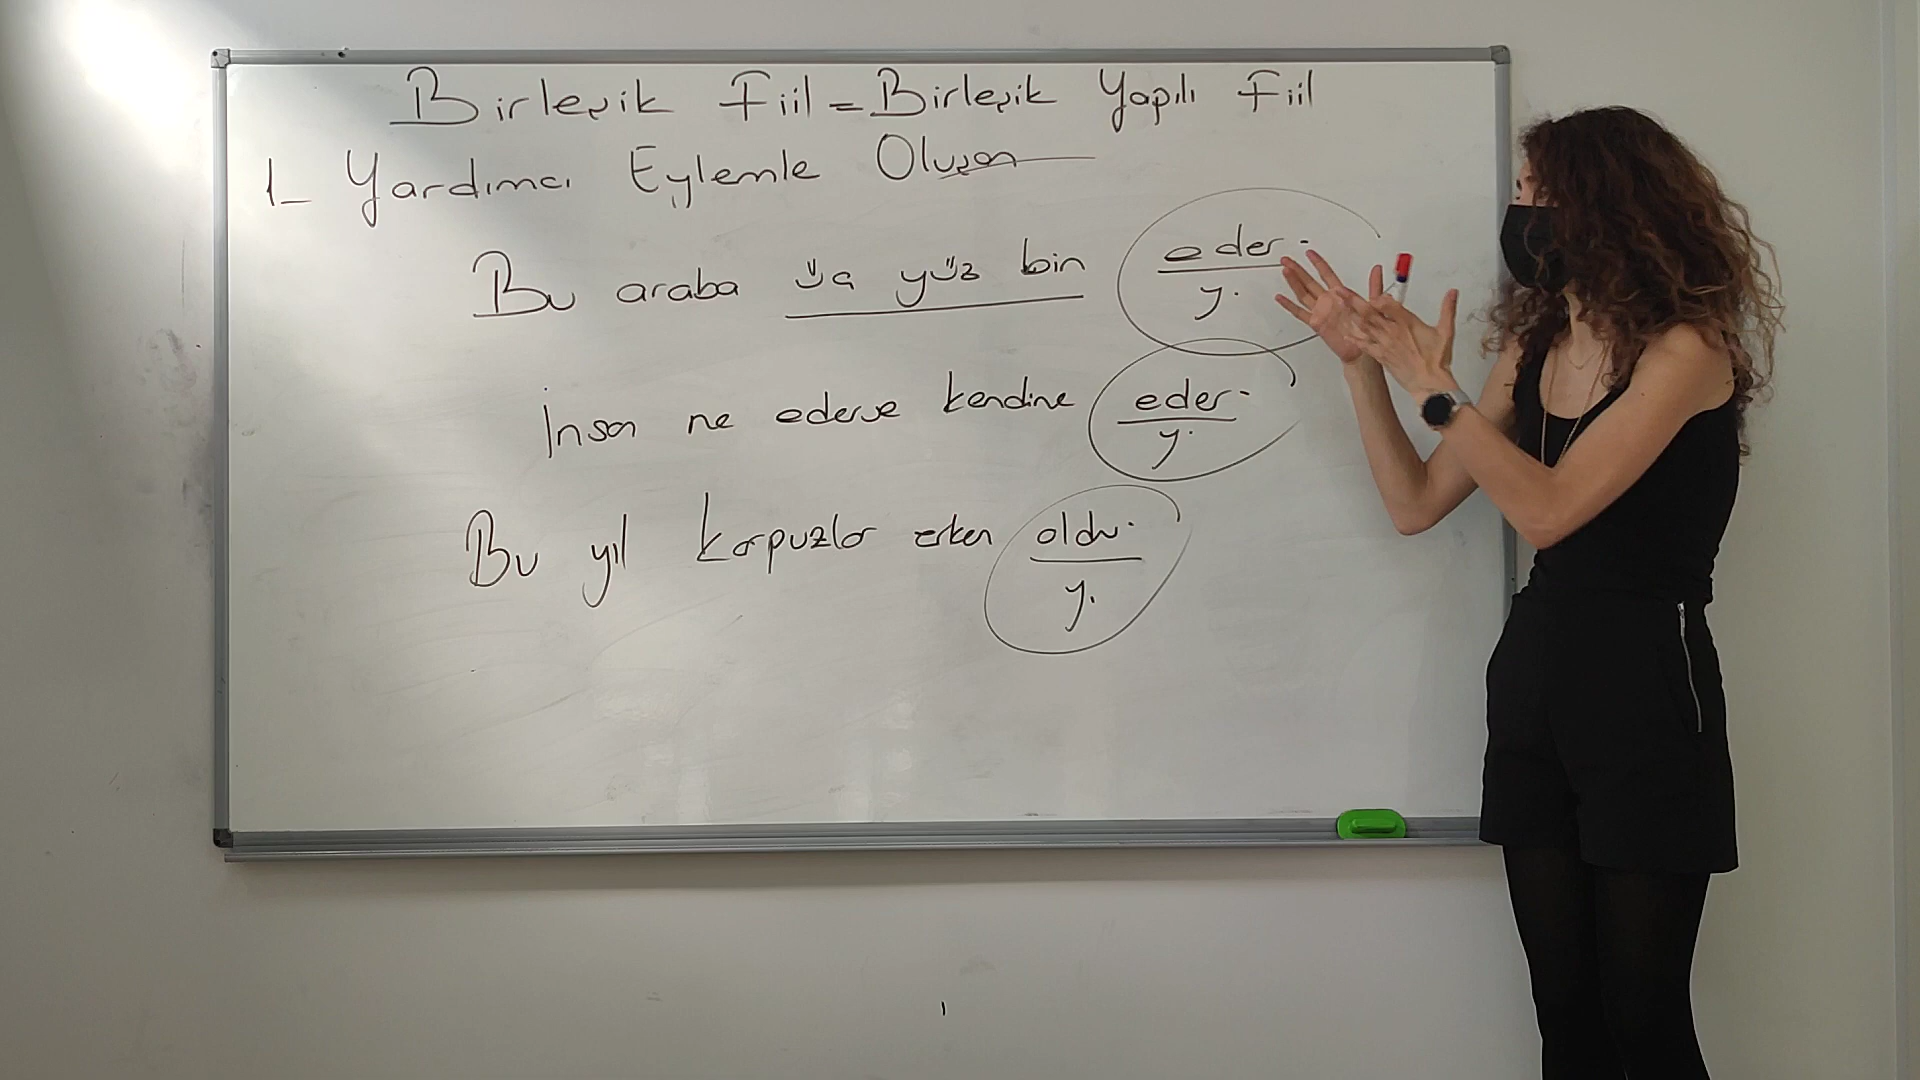 Birleşik Fiil = Birleşik Yapılı Fiil
1_ Yardımcı Eylemle Oluşan
Bu araba üç yüz bin eder.
y.
İnsan ne ederse kendine eder.
y.
Bu yıl karpuzlar erken oldu.
y.